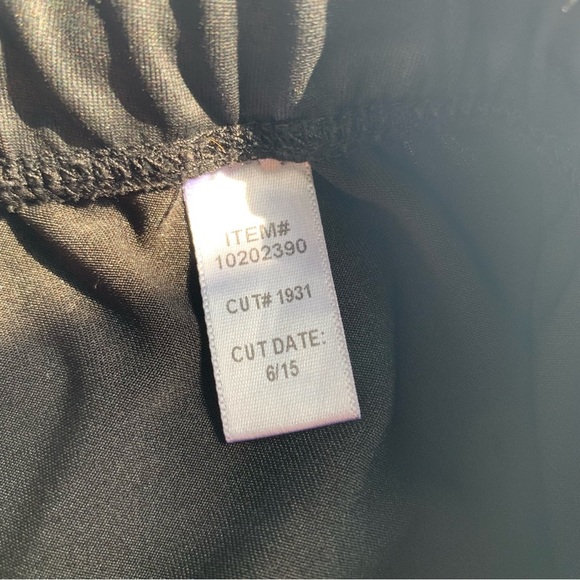 ITEM#
10202390
CUT# 1931
CUT DATE:
6/15